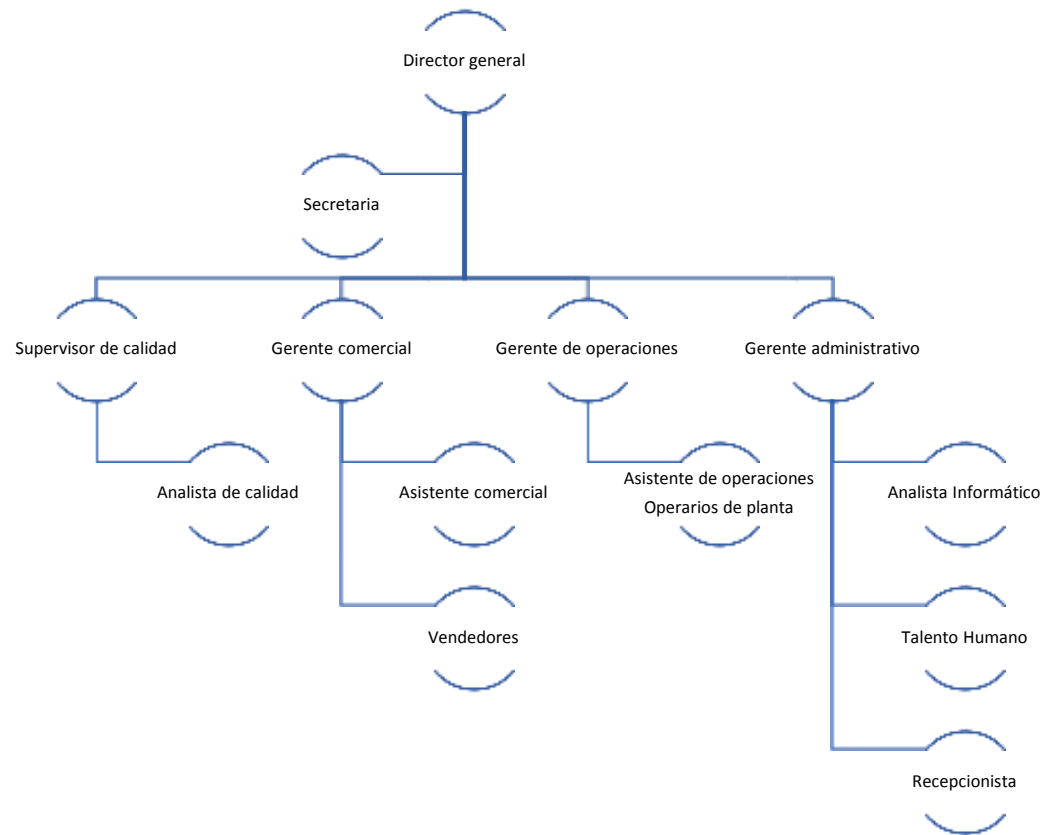 Director general
Secretaria
Supervisor de calidad
Gerente comercial
Gerente de operaciones
Gerente administrativo
Analista de calidad
Asistente comercial
Asistente de operaciones
Operarios de planta
Analista Informático
Vendedores
Talento Humano
Recepcionista